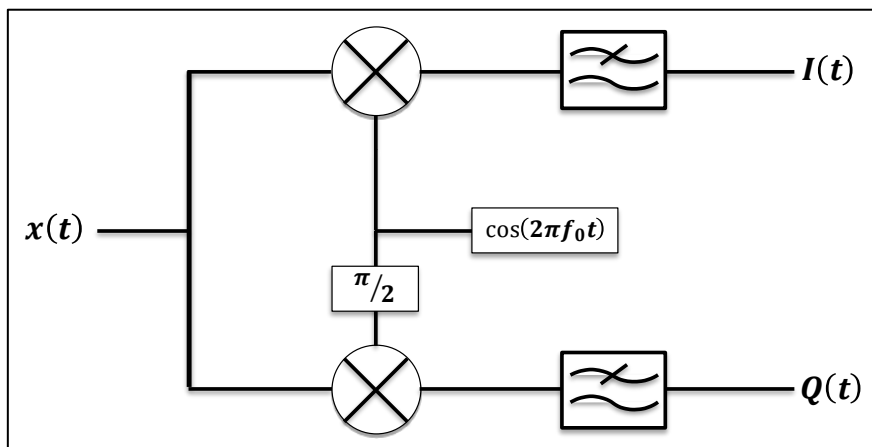 I(t)
x(t)
cos(2πf₀t)
π/2
Q(t)